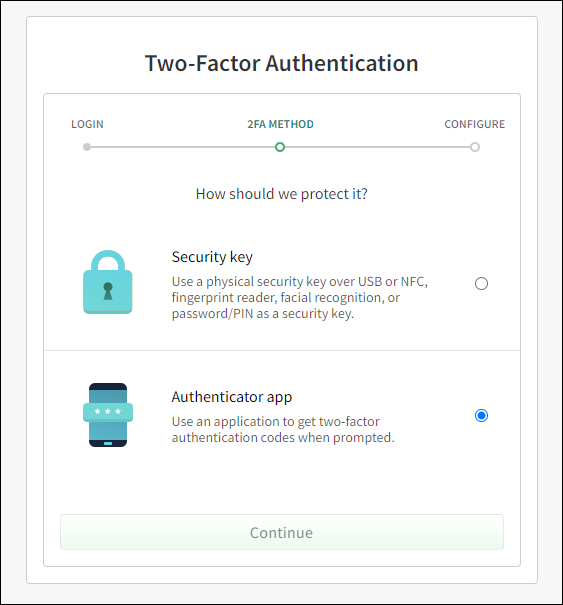 Two-Factor Authentication
LOGIN 2FA METHOD CONFIGURE
How should we protect it?
Security key
Use a physical security key over USB or NFC,
fingerprint reader, facial recognition, or
password/PIN as a security key.
Authenticator app
Use an application to get two-factor
authentication codes when prompted.
Continue